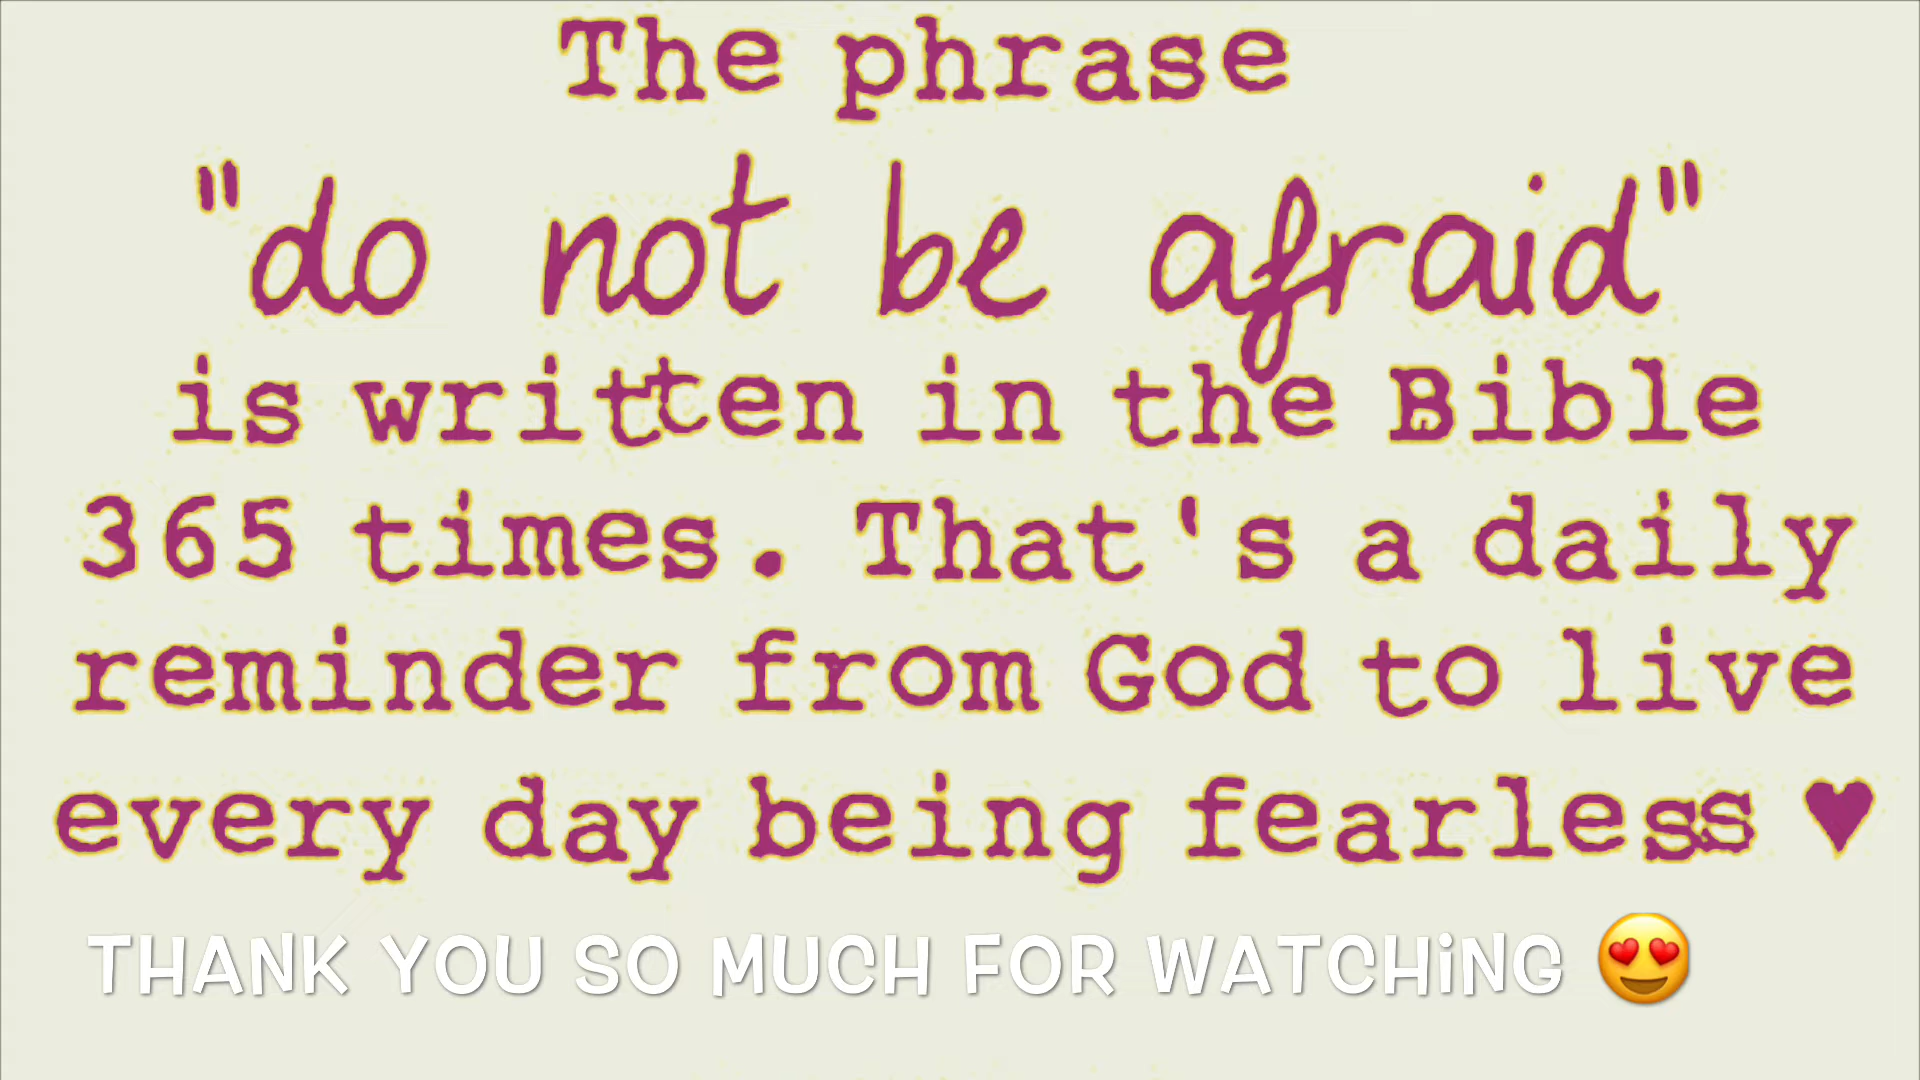 The phrase
"do not be afraid"
is written in the Bible
365 times. That's a daily
reminder from God to live
every day being fearless ♥
THANK YOU SO MUCH FOR WATCHiNG 😍